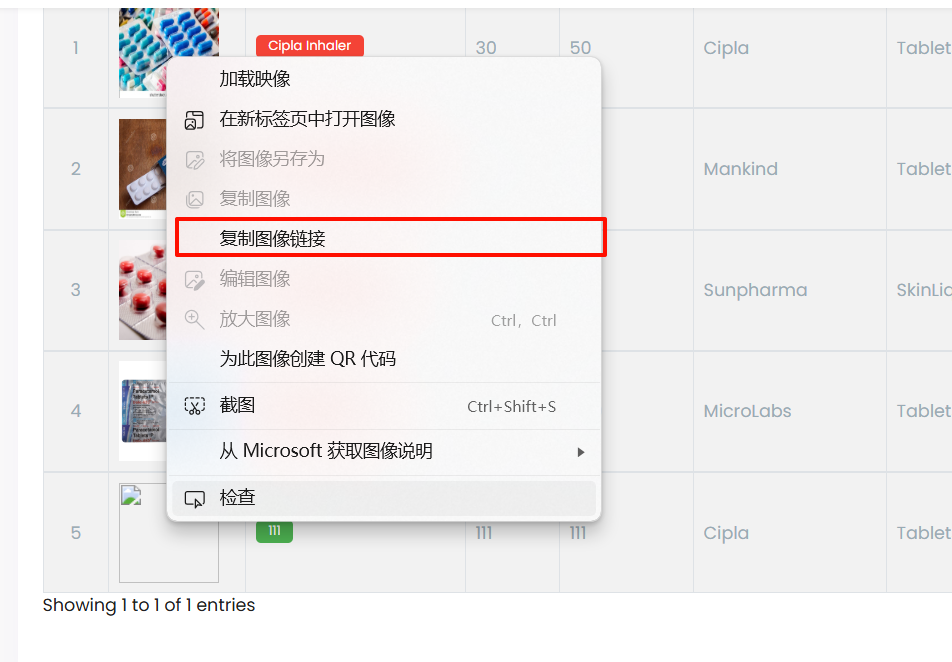 1 Cipla Inhaler 30 50 Cipla Tablet
加载映像
在新标签页中打开图像
2 将图像另存为 Mankind Tablet
复制图像
复制图像链接
3 编辑图像 Sunpharma SkinLiq
放大图像 Ctrl, Ctrl
为此图像创建 QR 代码
4 截图 Ctrl+Shift+S MicroLabs Tablet
从 Microsoft 获取图像说明
检查
5 111 111 111 Cipla Tablet
Showing 1 to 1 of 1 entries